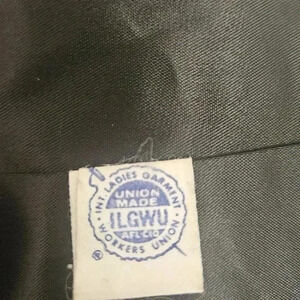 INT. LADIES GARMENT
UNION
MADE
ILGWU
AFL-CIO
WORKERS UNION
®